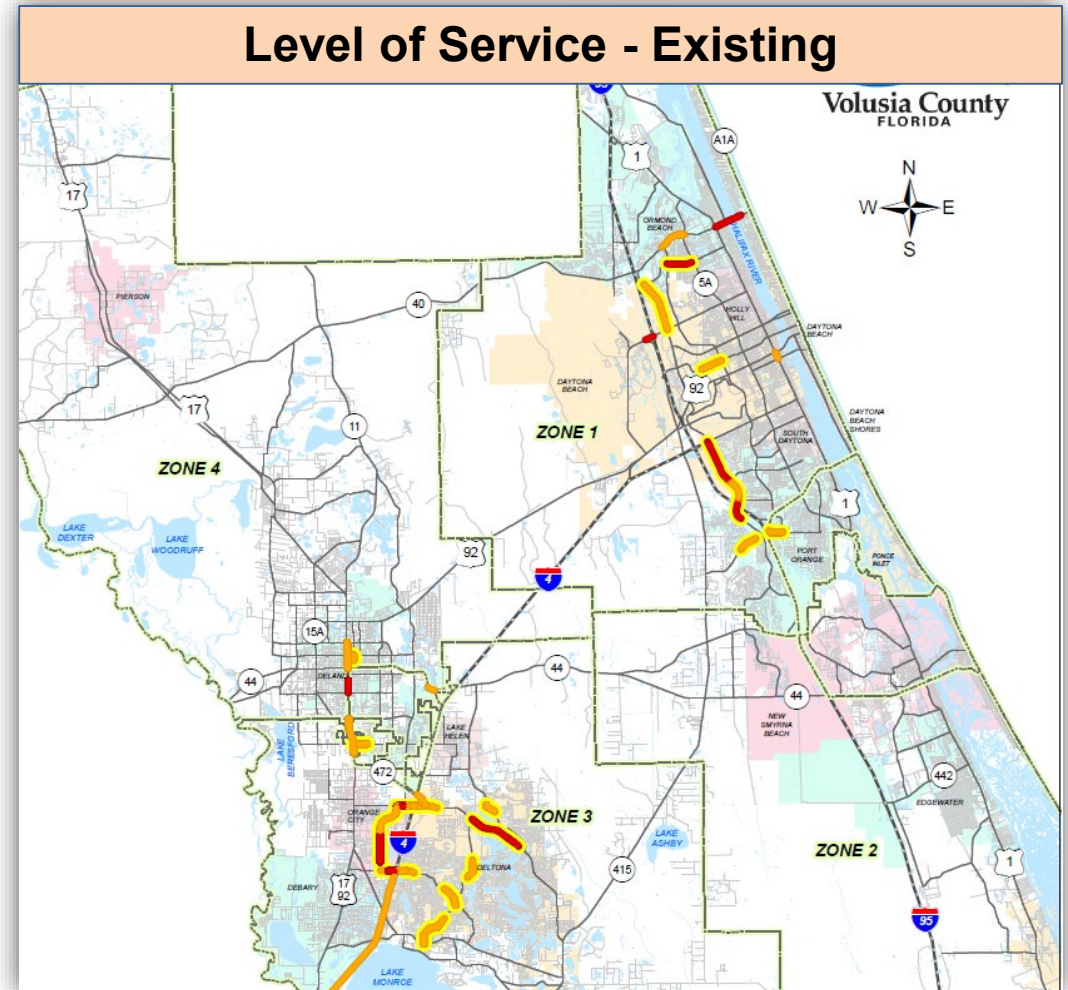 Level of Service - Existing
Volusia County
FLORIDA
N
W
E
S
1
A1A
17
ORMOND
BEACH
HALIFAX RIVER
5A
PIERSON
40
HOLLY
HILL
DAYTONA
BEACH
DAYTONA
BEACH
92
17
11
DAYTONA
BEACH
SHORES
ZONE 1
SOUTH
DAYTONA
ZONE 4
1
LAKE
DEXTER
LAKE
WOODRUFF
92
PORT
ORANGE
PONCE
INLET
4
15A
44
44
DELAND
44
NEW
SMYRNA
BEACH
LAKE
HELEN
LAKE
BERESFORD
472
442
EDGEWATER
ORANGE
CITY
ZONE 3
4
LAKE
ASHBY
ZONE 2
DELTONA
415
1
DEBARY
17
92
95
LAKE
MONROE